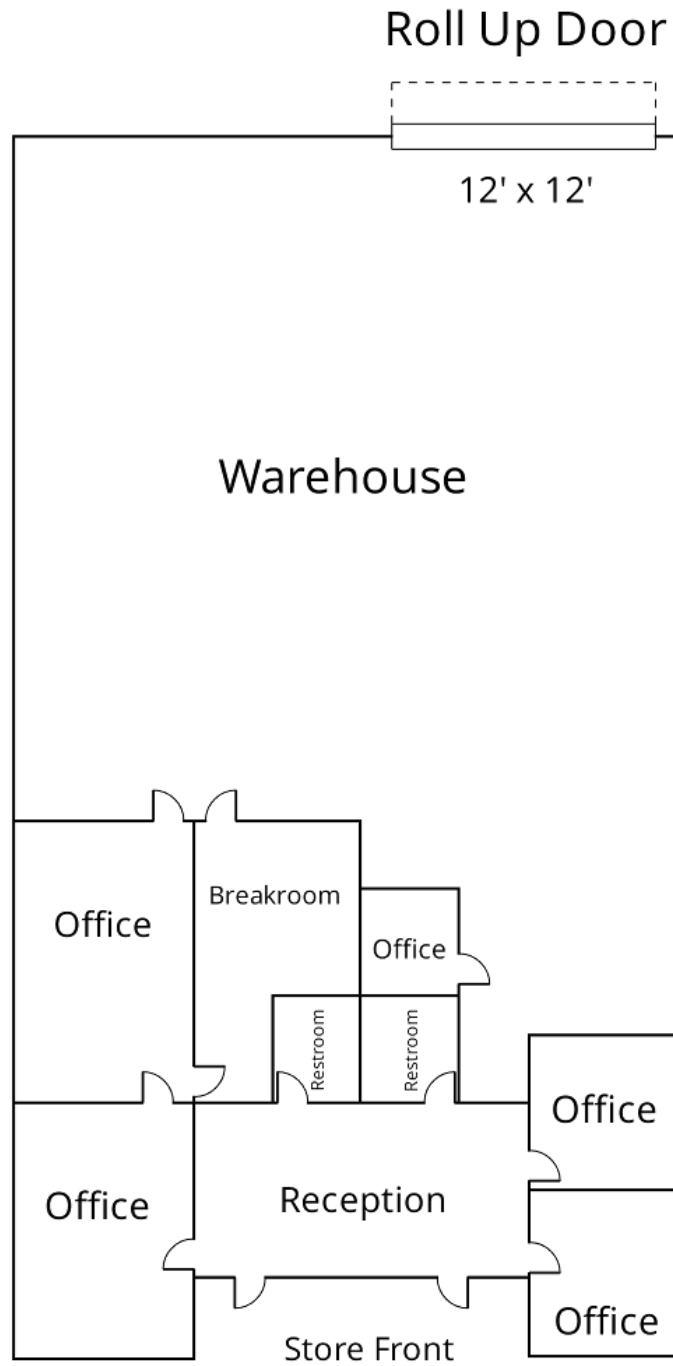 Roll Up Door
12' x 12'
Warehouse
Breakroom
Office
Office
Restroom
Restroom
Office
Office
Reception
Office
Store Front